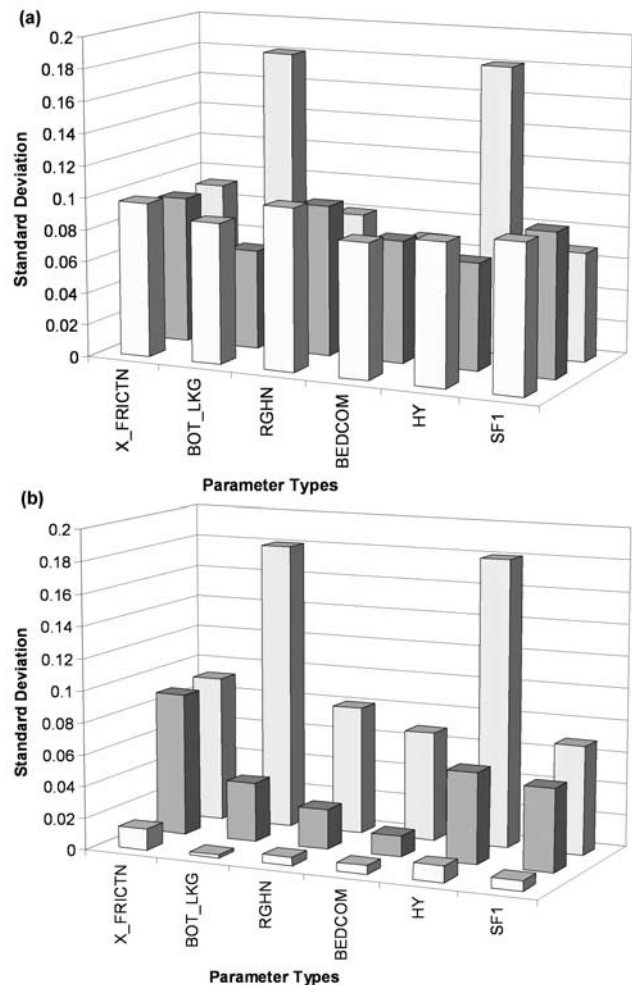 (a)
0.2
0.18
0.16
0.14
0.12
0.1
0.08
0.06
0.04
0.02
0
Standard Deviation
X_FRICTN
BOT_LKG
RGHN
BEDCOM
HY
SF1
Parameter Types
(b)
0.2
0.18
0.16
0.14
0.12
0.1
0.08
0.06
0.04
0.02
0
Standard Deviation
X_FRICTN
BOT_LKG
RGHN
BEDCOM
HY
SF1
Parameter Types